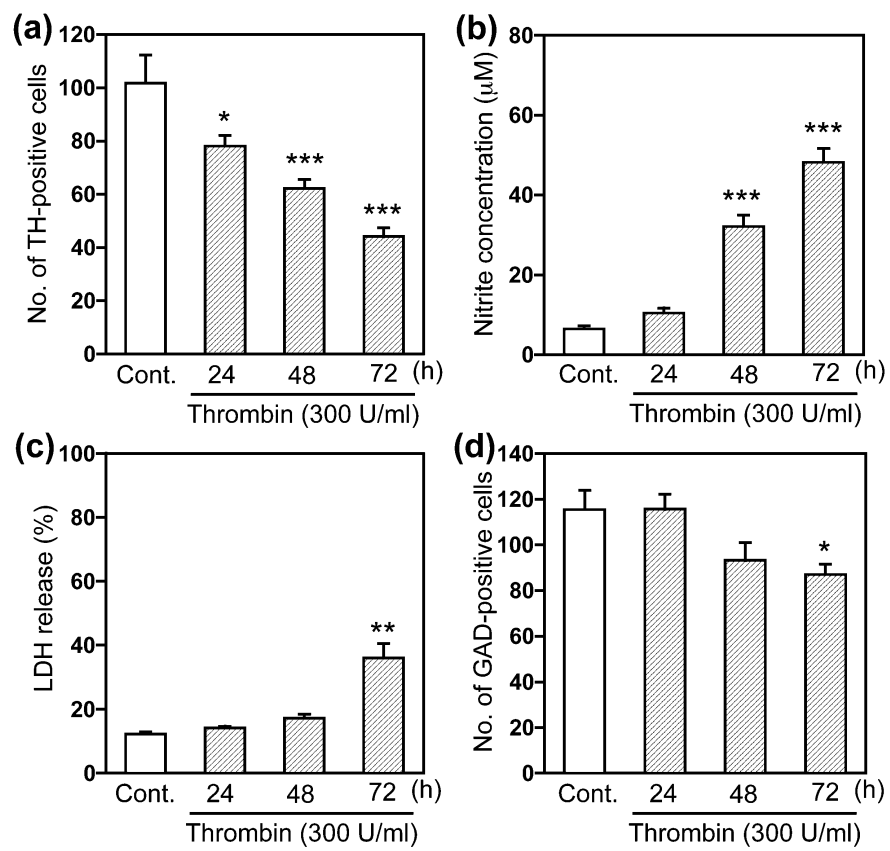 (a)
No. of TH-positive cells
120
100
80
60
40
20
0
*
***
***
Cont. 24 48 72 (h)
Thrombin (300 U/ml)
(b)
Nitrite concentration (μM)
80
60
40
20
0
***
***
Cont. 24 48 72 (h)
Thrombin (300 U/ml)
(c)
LDH release (%)
100
80
60
40
20
0
**
Cont. 24 48 72 (h)
Thrombin (300 U/ml)
(d)
No. of GAD-positive cells
140
120
100
80
60
40
20
0
*
Cont. 24 48 72 (h)
Thrombin (300 U/ml)